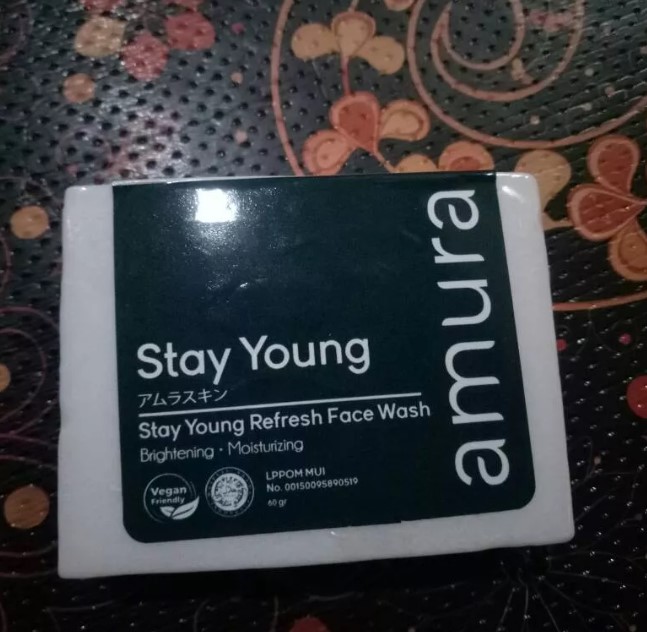 amura
Stay Young
アムラスキン
Stay Young Refresh Face Wash
Brightening · Moisturizing
Vegan
Friendly
LPPOM MUI
No. 00150095890519
60 gr